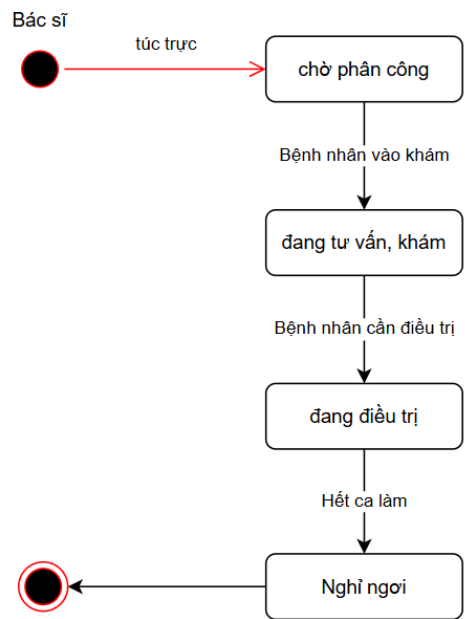 Bác sĩ
túc trực
chờ phân công
Bệnh nhân vào khám
đang tư vấn, khám
Bệnh nhân cần điều trị
đang điều trị
Hết ca làm
Nghỉ ngơi